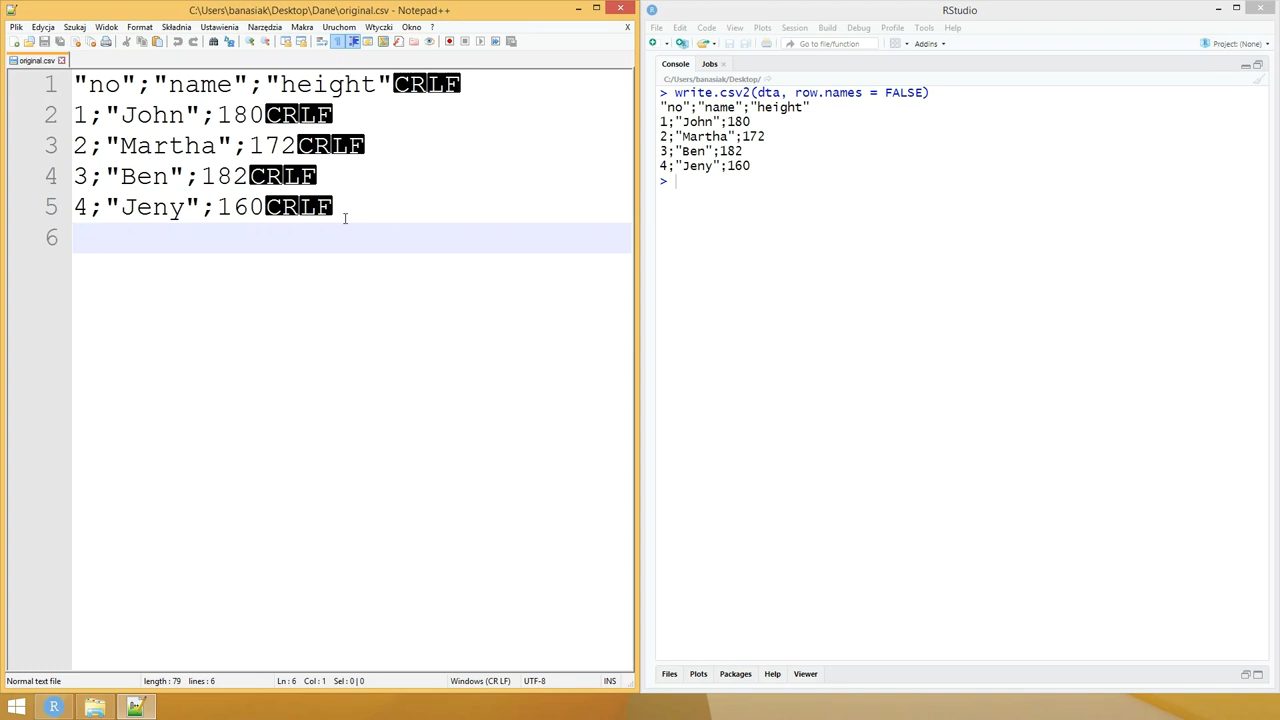 C:\Users\banasiak\Desktop\Dane\original.csv - Notepad++
Plik Edycja Szukaj Widok Format Składnia Ustawienia Narzędzia Makra Uruchom Wtyczki Okno ? X
original.csv
1 "no";"name";"height"CRLF
2 1;"John";180CRLF
3 2;"Martha";172CRLF
4 3;"Ben";182CRLF
5 4;"Jeny";160CRLF
6
Normal text file length : 79 lines : 6 Ln : 6 Col : 1 Sel : 0 | 0 Windows (CR LF) UTF-8 INS
RStudio
File Edit Code View Plots Session Build Debug Profile Tools Help
Go to file/function Addins Project: (None)
Console Jobs
C:/Users/banasiak/Desktop/
> write.csv2(dta, row.names = FALSE)
"no";"name";"height"
1;"John";180
2;"Martha";172
3;"Ben";182
4;"Jeny";160
>
Files Plots Packages Help Viewer